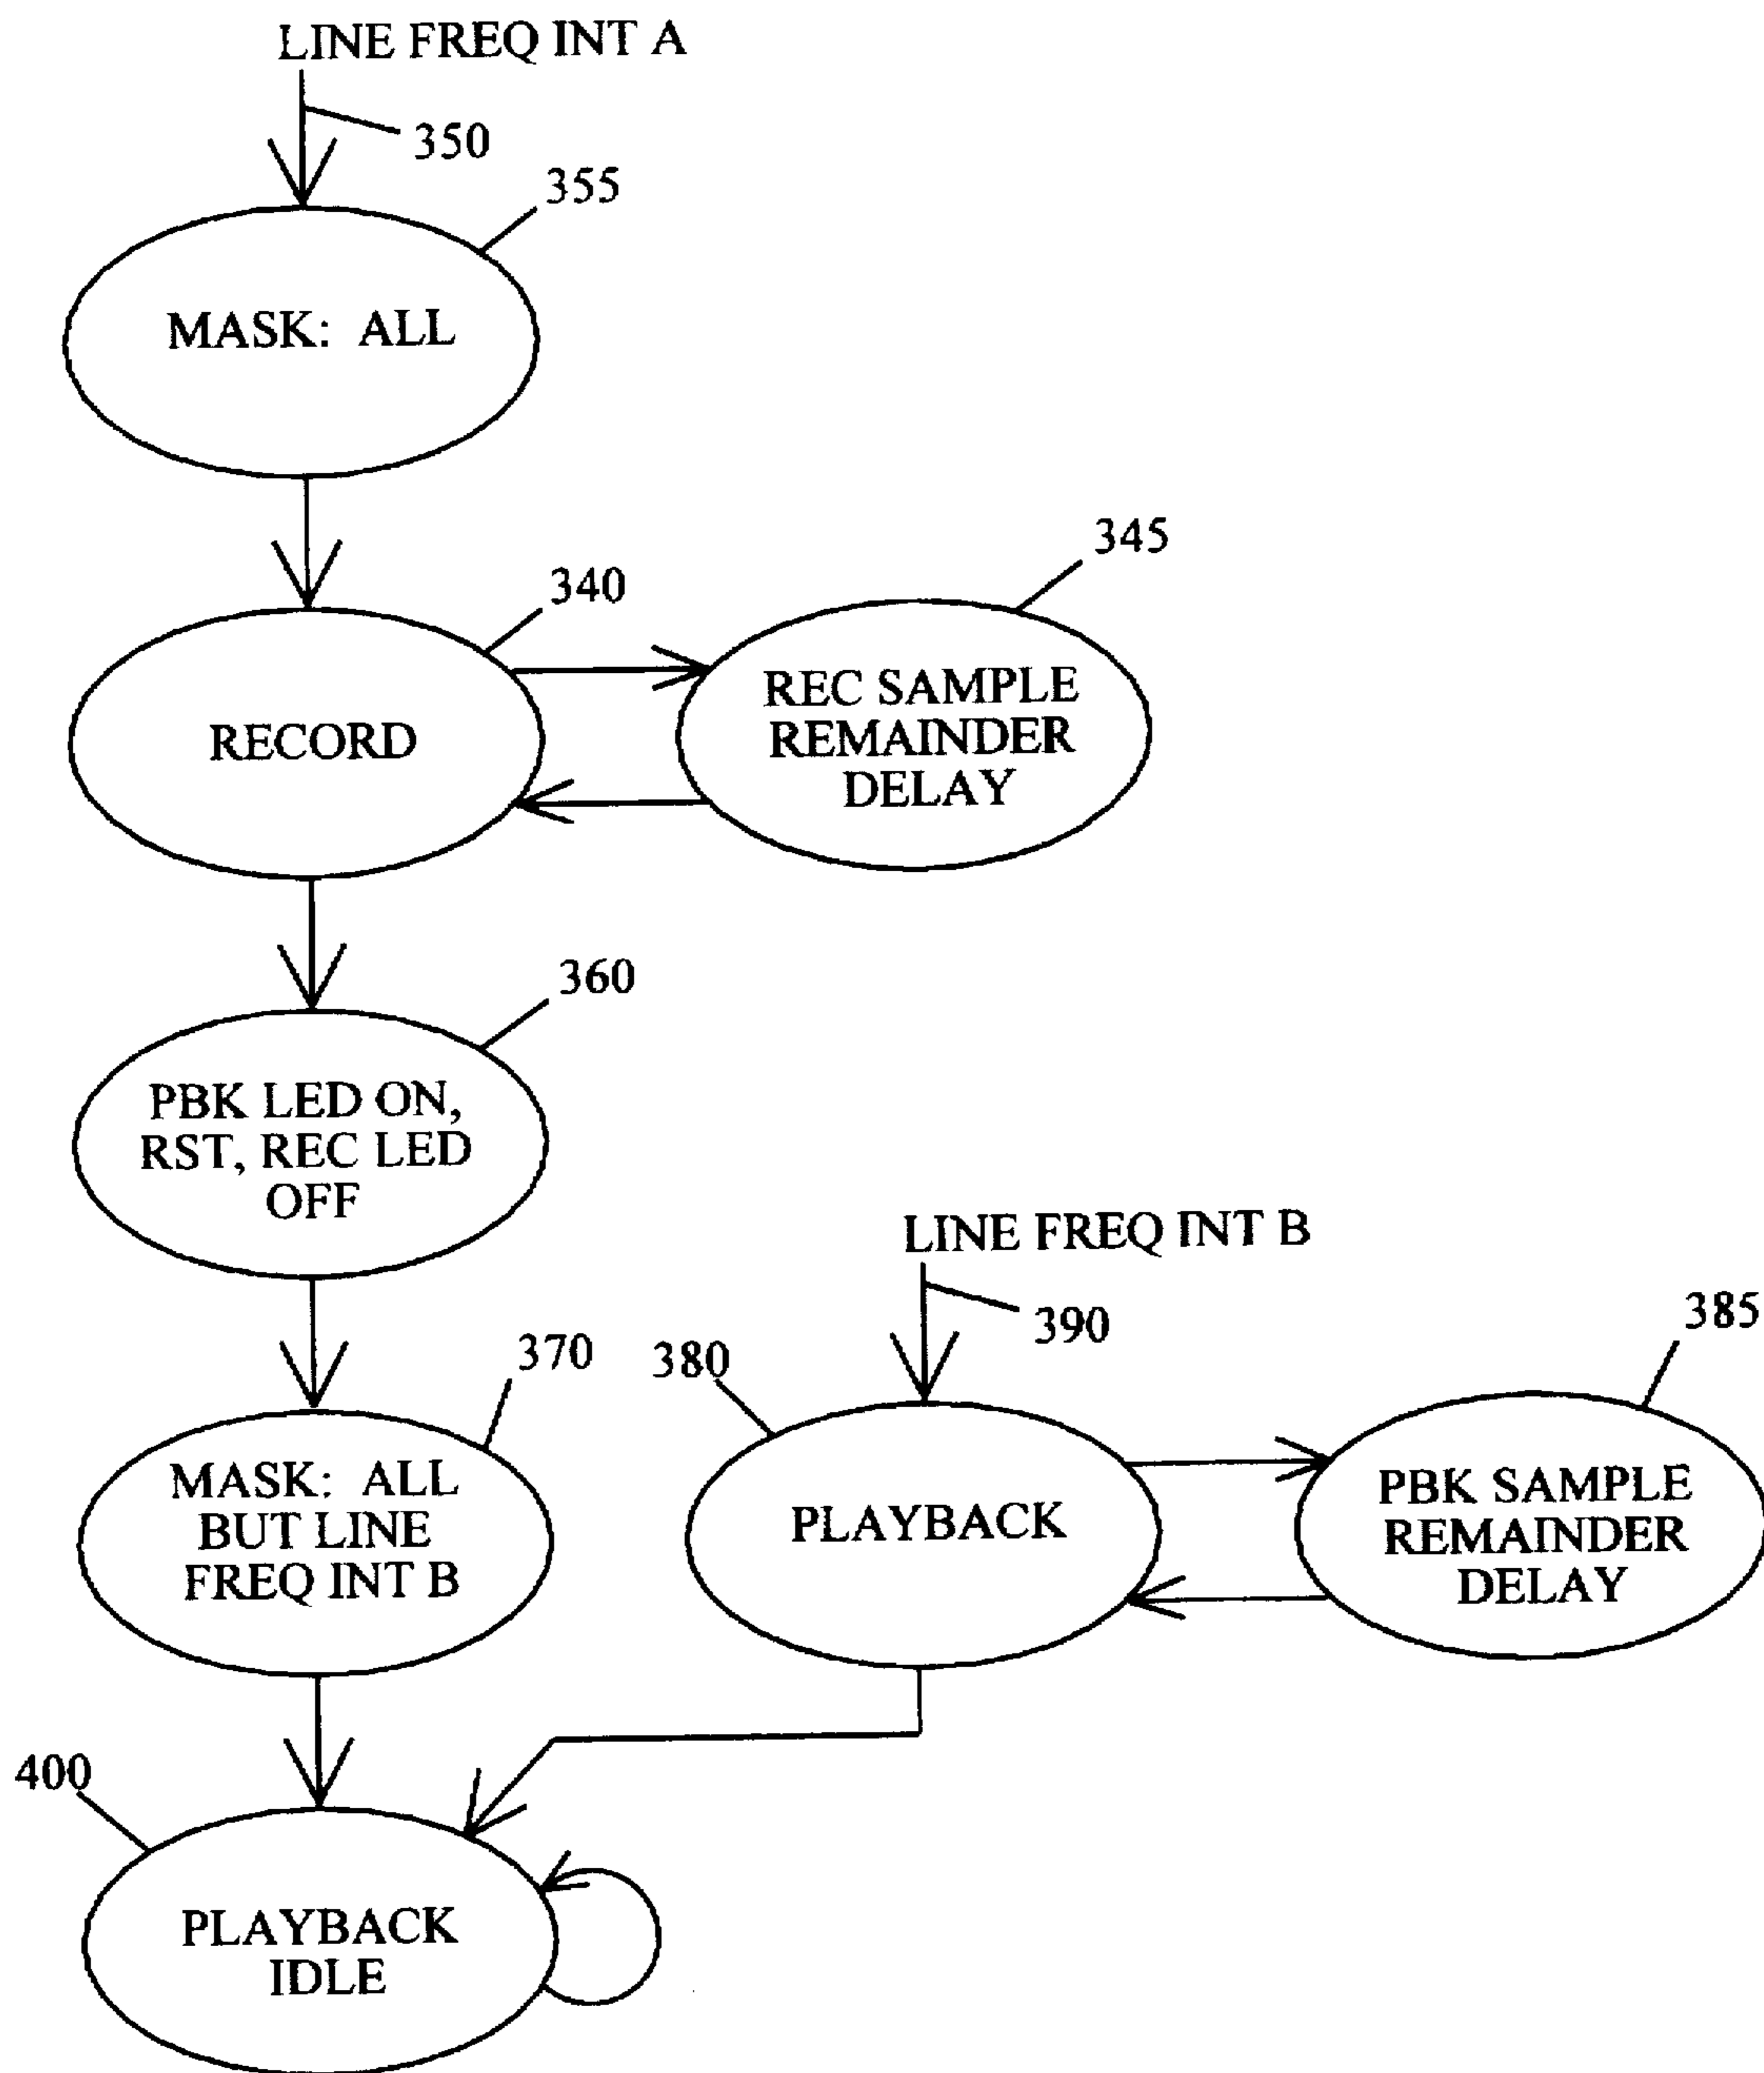 LINE FREQ INT A
350
355
MASK: ALL
340
345
RECORD
REC SAMPLE
REMAINDER
DELAY
360
PBK LED ON,
RST, REC LED
OFF
LINE FREQ INT B
390
370
380
385
MASK: ALL
BUT LINE
FREQ INT B
PLAYBACK
PBK SAMPLE
REMAINDER
DELAY
400
PLAYBACK
IDLE